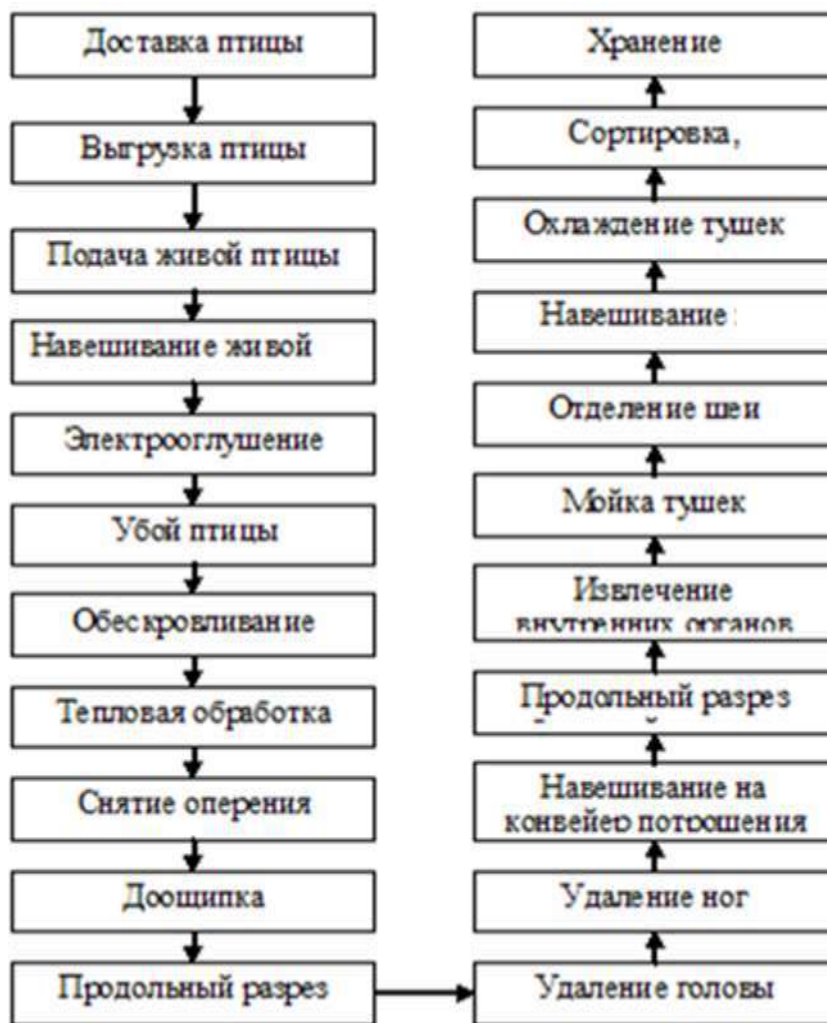 Доставка птицы
Выгрузка птицы
Подача живой птицы
Навешивание живой
Электрооглушение
Убой птицы
Обескровливание
Тепловая обработка
Снятие оперения
Доощипка
Продольный разрез
Удаление головы
Удаление ног
Навешивание на
конвейер потрошения
Продольный разрез
Извлечение
внутренних органов
Мойка тушек
Отделение шеи
Навешивание
Охлаждение тушек
Сортировка,
Хранение